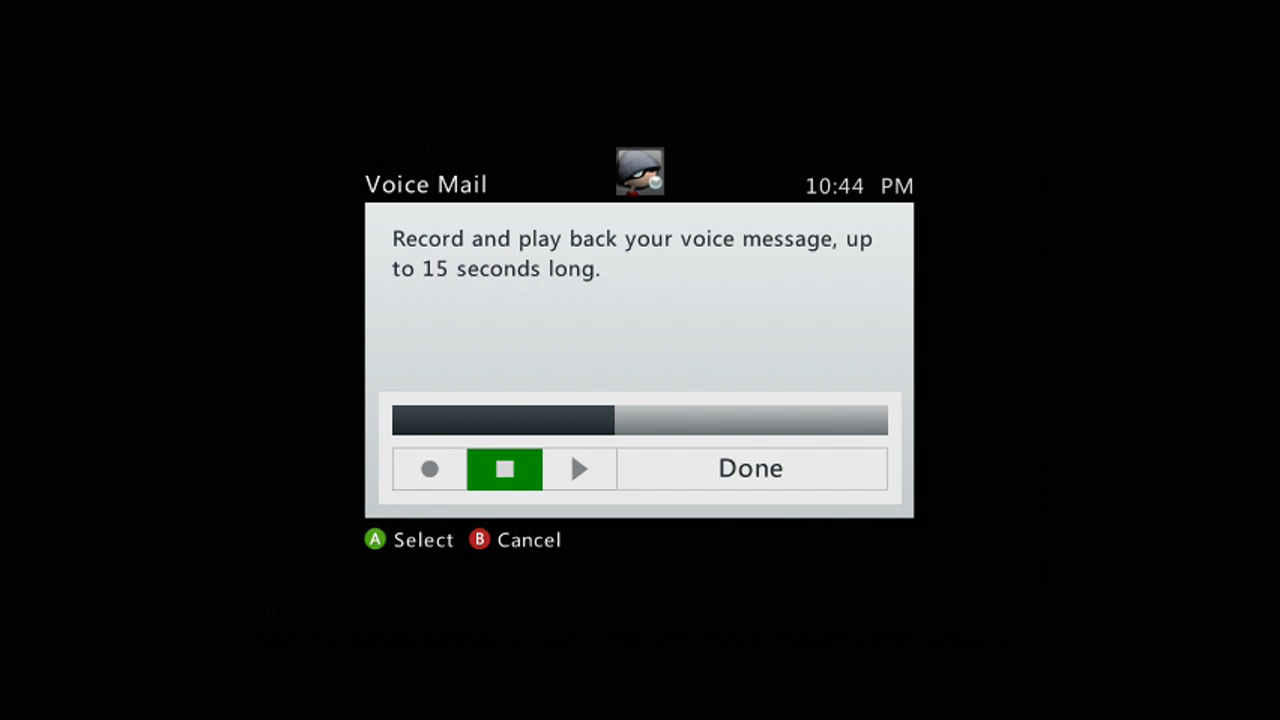 Voice Mail
10:44 PM
Record and play back your voice message, up
to 15 seconds long.
Done
A Select B Cancel